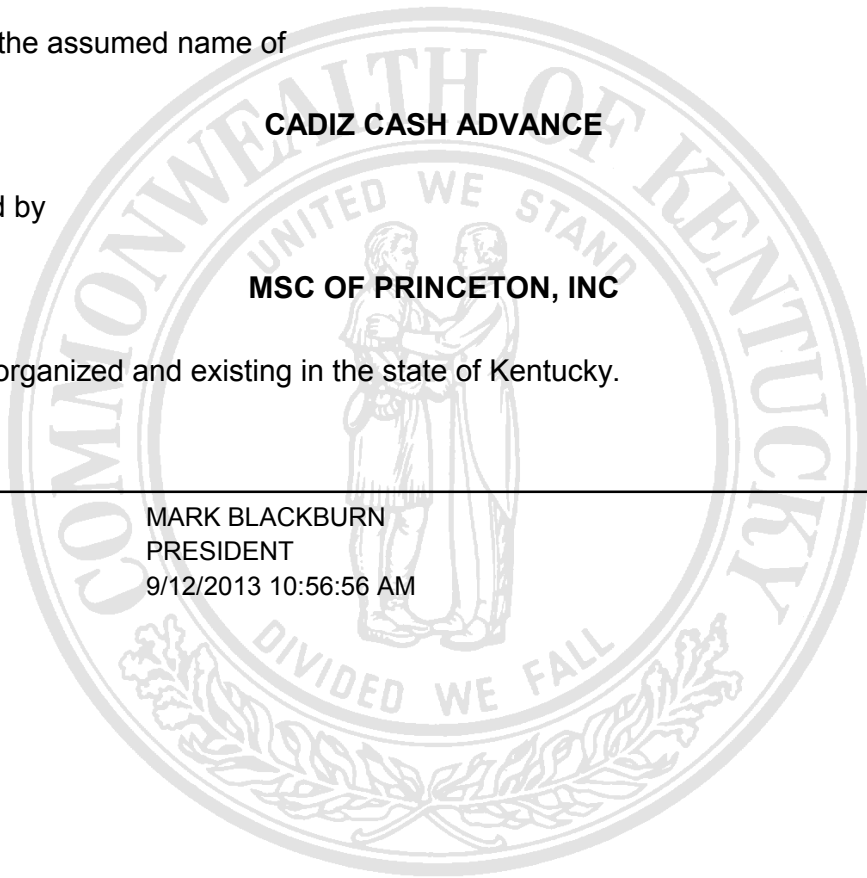 the assumed name of
CADIZ CASH ADVANCE
d by
MSC OF PRINCETON, INC
organized and existing in the state of Kentucky.
MARK BLACKBURN
PRESIDENT
9/12/2013 10:56:56 AM
COMMONWEALTH OF KENTUCKY
UNITED WE STAND
DIVIDED WE FALL